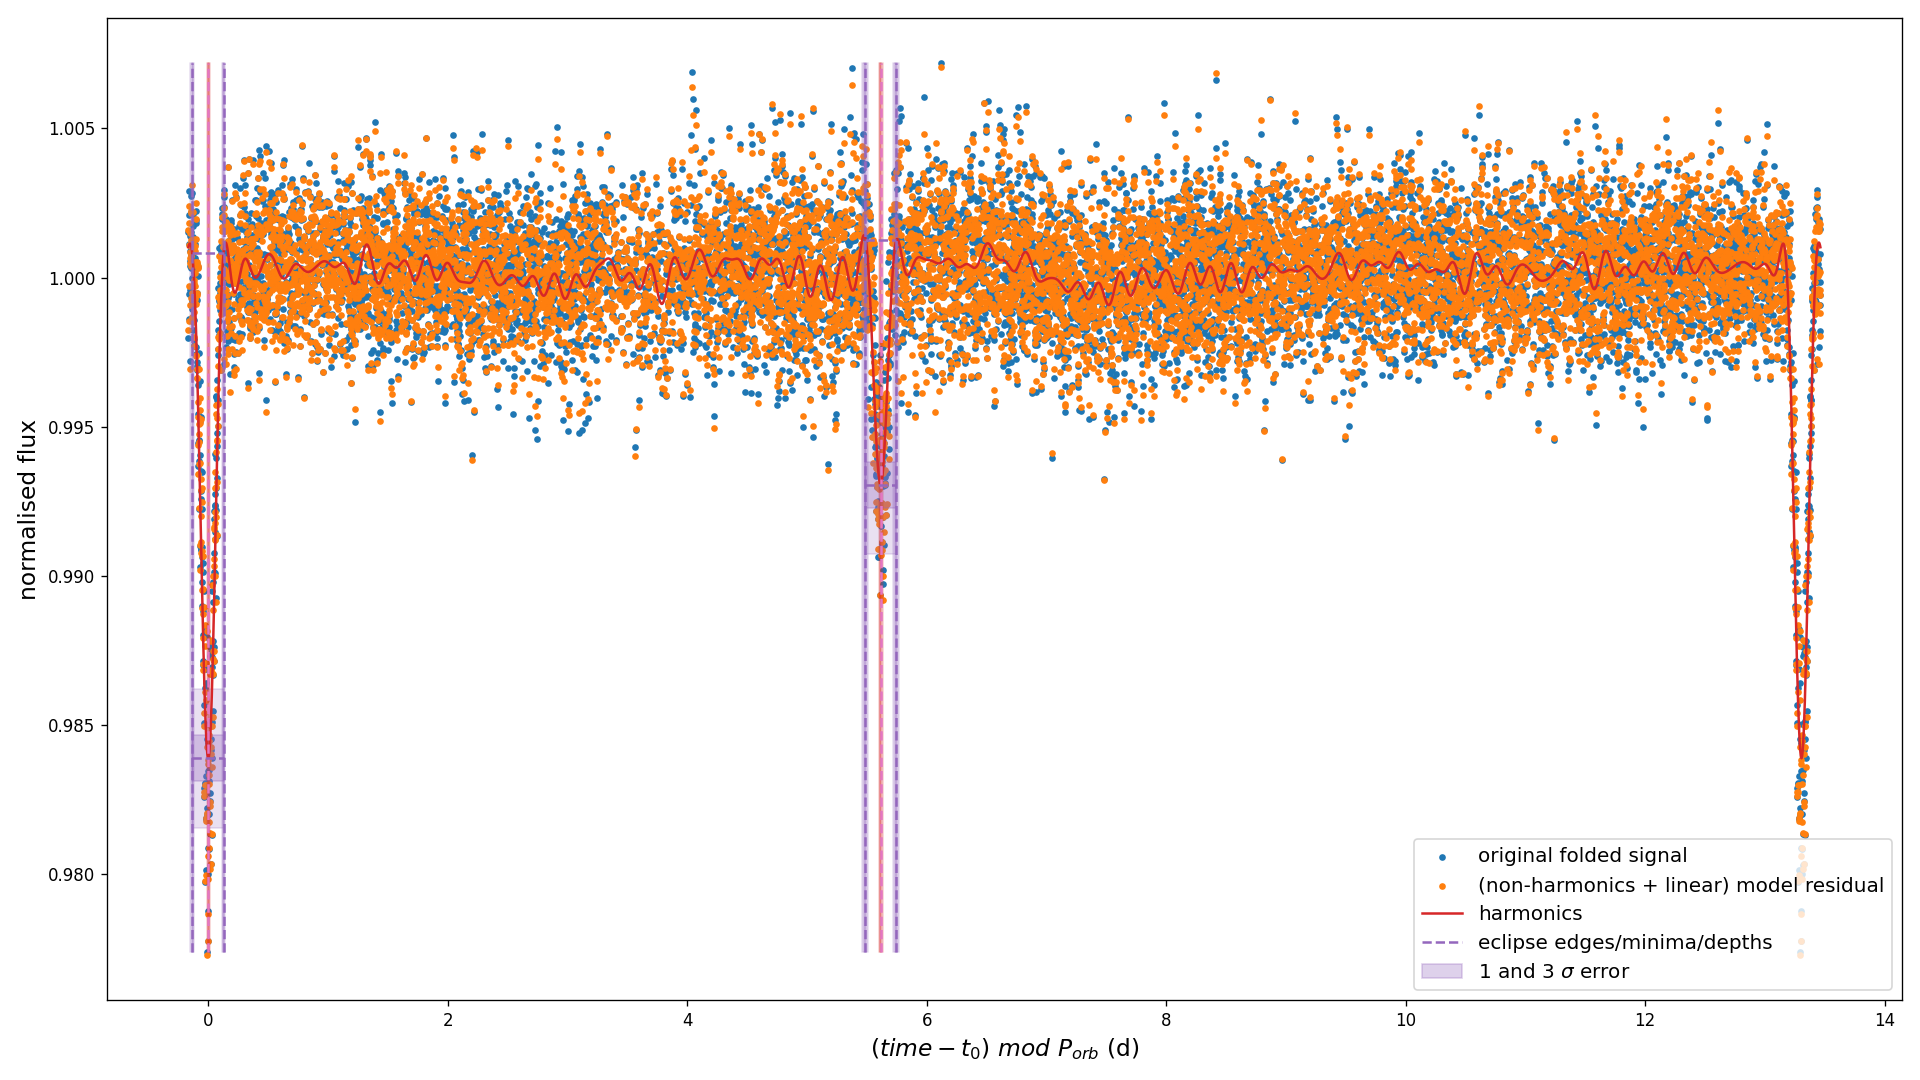 1.005
1.000
0.995
0.990
0.985
0.980
normalised flux
0
2
4
6
8
10
12
14
(time − t₀) mod Pₒᵣb (d)
original folded signal
(non-harmonics + linear) model residual
harmonics
eclipse edges/minima/depths
1 and 3 σ error